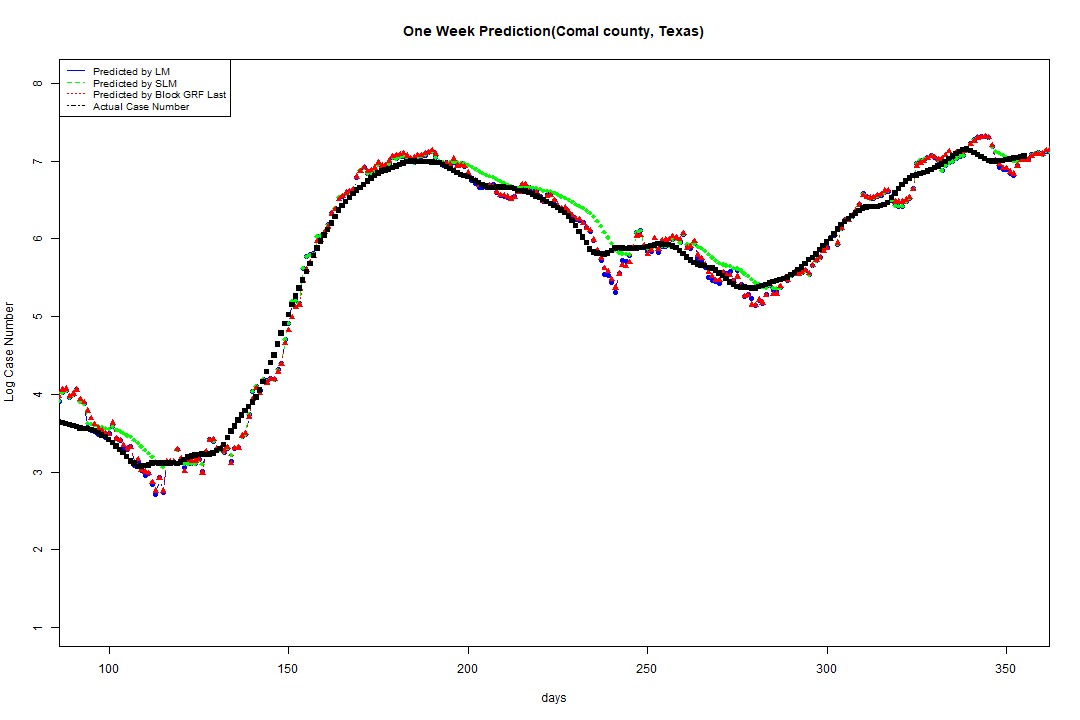 One Week Prediction(Comal county, Texas)
Predicted by LM
Predicted by SLM
Predicted by Block GRF Last
Actual Case Number
8
7
6
5
4
3
2
1
Log Case Number
100 150 200 250 300 350
days